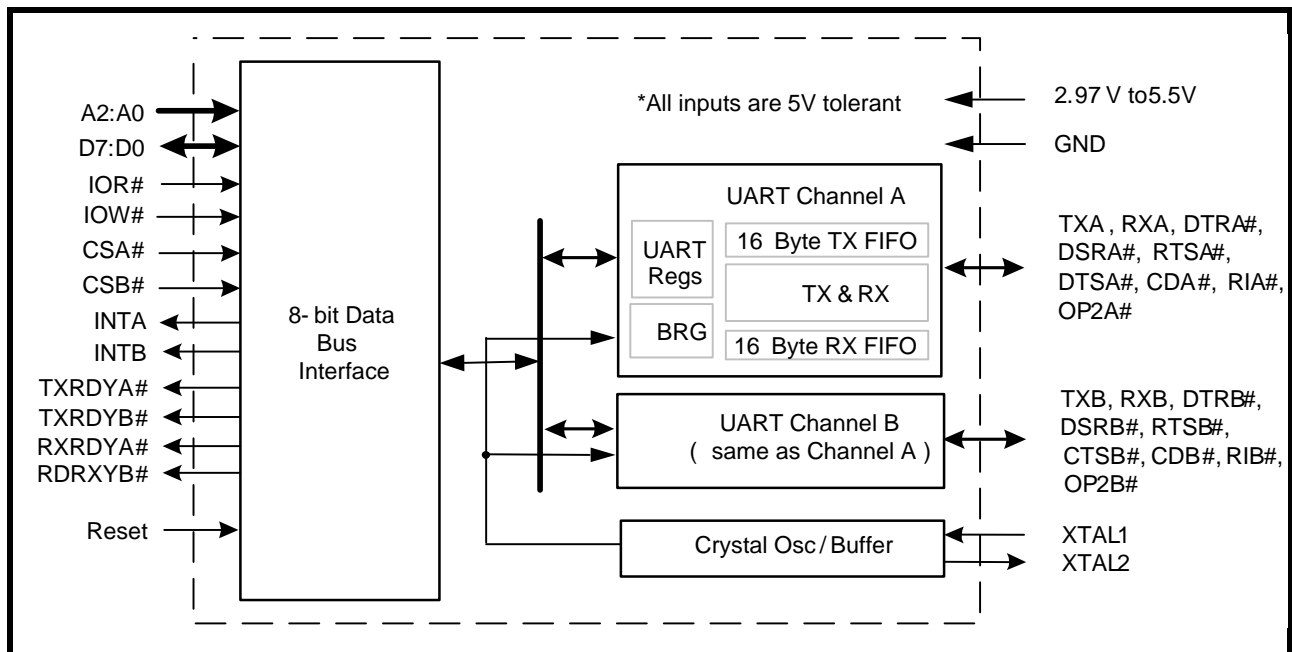 A2:A0
D7:D0
IOR#
IOW#
CSA#
CSB#
INTA
INTB
TXRDYA#
TXRDYB#
RXRDYA#
RDRXYB#
Reset
8- bit Data
Bus
Interface
*All inputs are 5V tolerant
UART Channel A
UART
Regs
BRG
16 Byte TX FIFO
TX & RX
16 Byte RX FIFO
UART Channel B
( same as Channel A )
Crystal Osc / Buffer
2.97 V to5.5V
GND
TXA , RXA, DTRA#,
DSRA#, RTSA#,
DTSA#, CDA#, RIA#,
OP2A#
TXB, RXB, DTRB#,
DSRB#, RTSB#,
CTSB#, CDB#, RIB#,
OP2B#
XTAL1
XTAL2